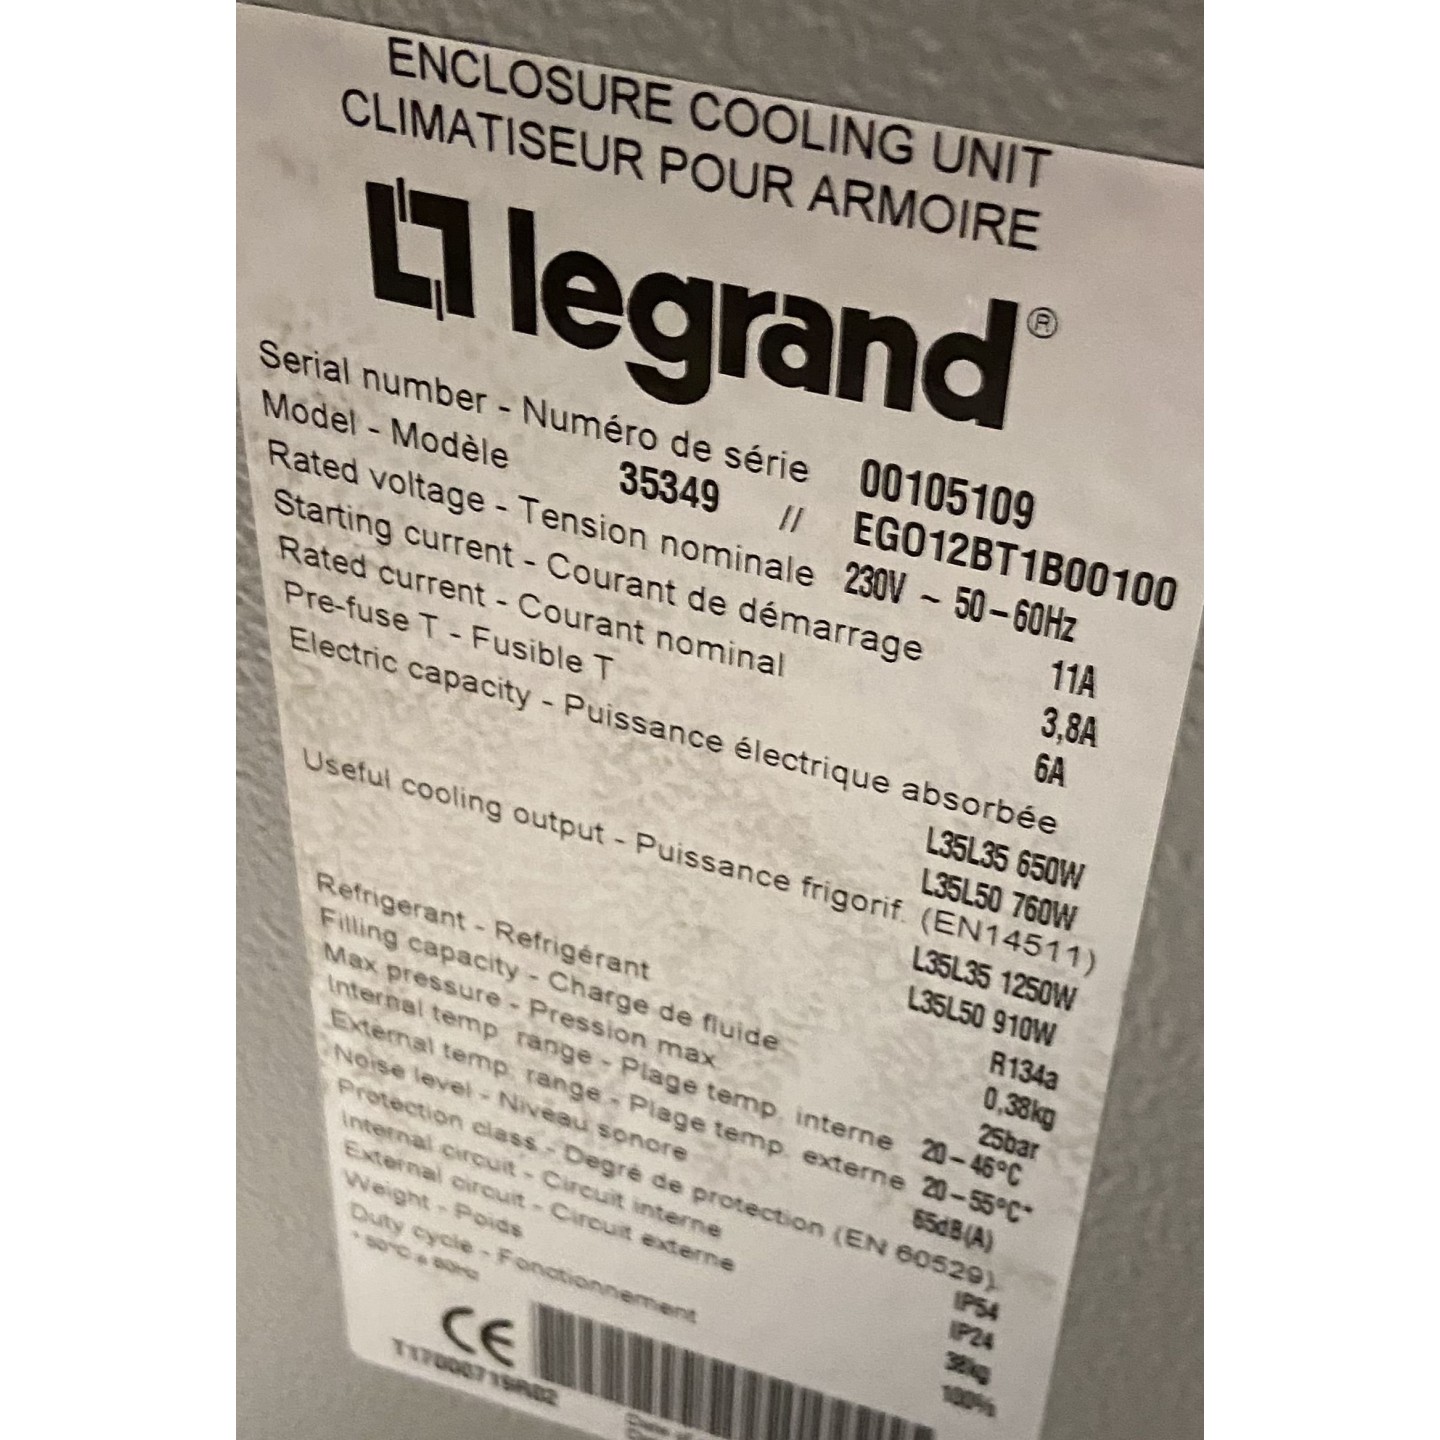 ENCLOSURE COOLING UNIT
CLIMATISEUR POUR ARMOIRE
legrand®
Serial number - Numéro de série 00105109
Model - Modèle 35349 // EGO12BT1B00100
Rated voltage - Tension nominale 230V ~ 50-60Hz
Starting current - Courant de démarrage 11A
Rated current - Courant nominal 3,8A
Pre-fuse T - Fusible T 6A
Electric capacity - Puissance électrique absorbée
L35L35 650W
L35L50 760W
Useful cooling output - Puissance frigorif. (EN14511)
L35L35 1250W
L35L50 910W
Refrigerant - Refrigérant R134a
Filling capacity - Charge de fluide 0,38kg
Max pressure - Pression max 25bar
Internal temp. range - Plage temp. interne 20-46°C
External temp. range - Plage temp. externe 20-55°C*
Noise level - Niveau sonore 65dB(A)
Protection class - Degré de protection (EN 60529)
Internal circuit - Circuit interne IP54
External circuit - Circuit externe IP24
Weight - Poids 38kg
Duty cycle - Fonctionnement 100%
* 50°C a 60Hz
CE